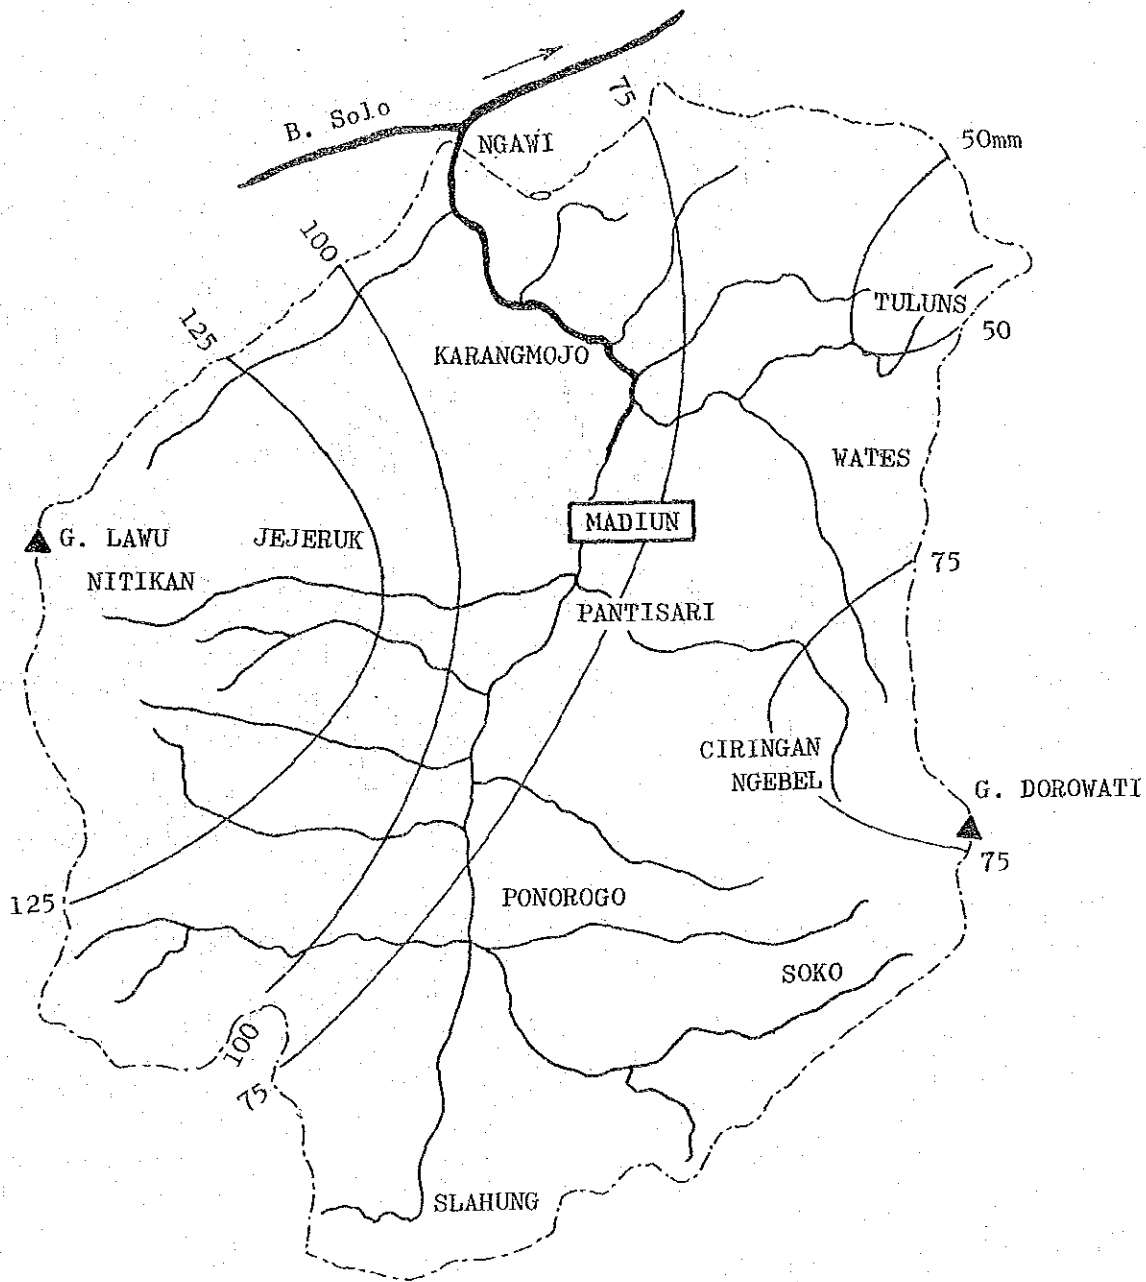 75
B. Solo
NGAWI
50mm
100
125
TULUNS
50
KARANGMOJO
WATES
MADIUN
G. LAWU
JEJERUK
NITIKAN
75
PANTISARI
CIRINGAN
NGEBEL
G. DOROWATI
75
125
PONOROGO
SOKO
100
75
SLAHUNG